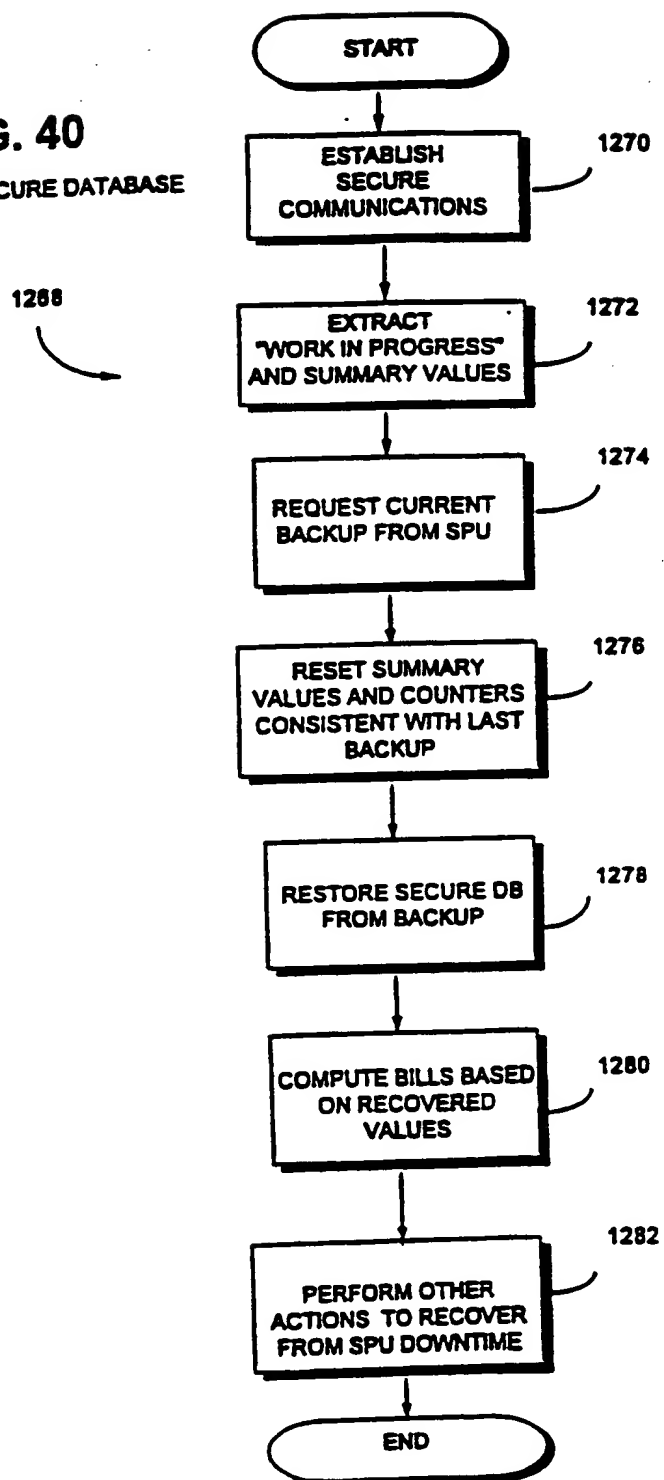 START
G. 40
CURE DATABASE
1270
ESTABLISH
SECURE
COMMUNICATIONS
1268
1272
EXTRACT
"WORK IN PROGRESS"
AND SUMMARY VALUES
1274
REQUEST CURRENT
BACKUP FROM SPU
1276
RESET SUMMARY
VALUES AND COUNTERS
CONSISTENT WITH LAST
BACKUP
1278
RESTORE SECURE DB
FROM BACKUP
1280
COMPUTE BILLS BASED
ON RECOVERED
VALUES
1282
PERFORM OTHER
ACTIONS TO RECOVER
FROM SPU DOWNTIME
END